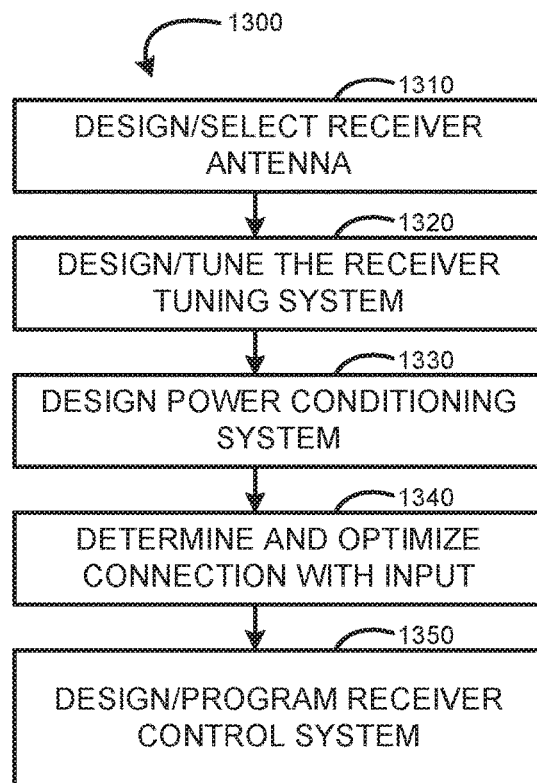 1300
1310
DESIGN/SELECT RECEIVER
ANTENNA
1320
DESIGN/TUNE THE RECEIVER
TUNING SYSTEM
1330
DESIGN POWER CONDITIONING
SYSTEM
1340
DETERMINE AND OPTIMIZE
CONNECTION WITH INPUT
1350
DESIGN/PROGRAM RECEIVER
CONTROL SYSTEM